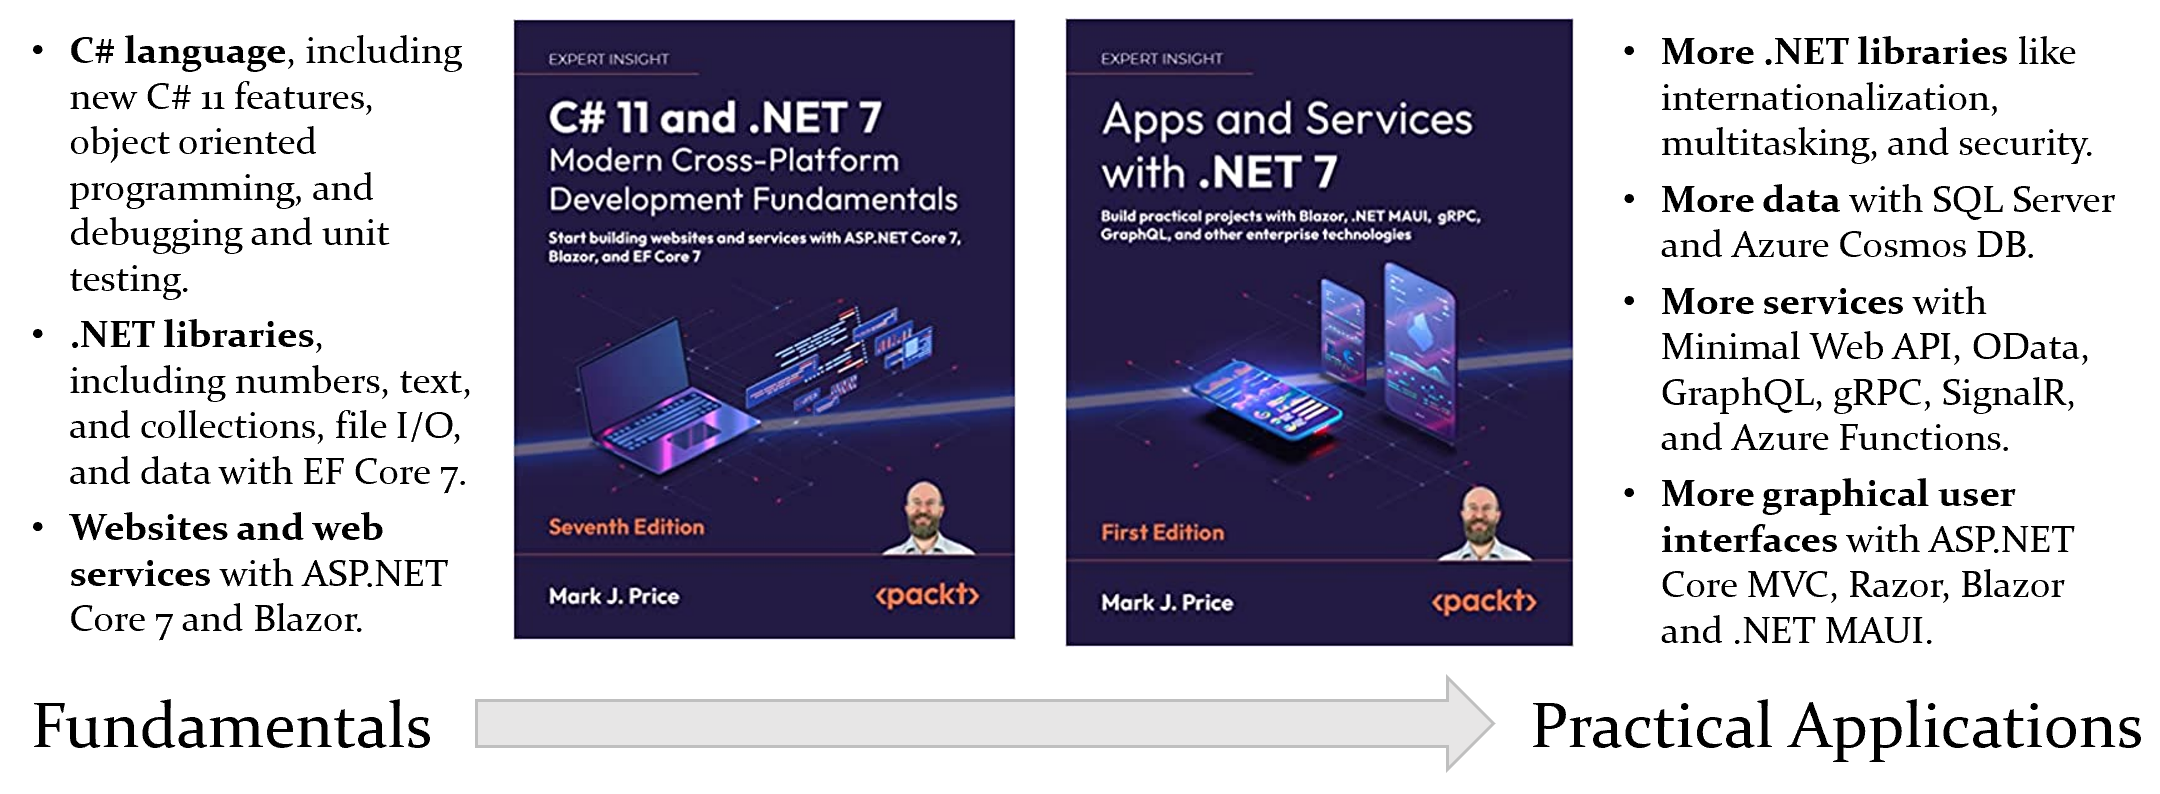 • C# language, including
new C# 11 features,
object oriented
programming, and
debugging and unit
testing.
• .NET libraries,
including numbers, text,
and collections, file I/O,
and data with EF Core 7.
• Websites and web
services with ASP.NET
Core 7 and Blazor.
EXPERT INSIGHT
C# 11 and .NET 7
Modern Cross-Platform
Development Fundamentals
Start building websites and services with ASP.NET Core 7,
Blazor, and EF Core 7
Seventh Edition
Mark J. Price
<packt>
EXPERT INSIGHT
Apps and Services
with .NET 7
Build practical projects with Blazor, .NET MAUI, gRPC,
GraphQL, and other enterprise technologies
First Edition
Mark J. Price
<packt>
• More .NET libraries like
internationalization,
multitasking, and security.
• More data with SQL Server
and Azure Cosmos DB.
• More services with
Minimal Web API, OData,
GraphQL, gRPC, SignalR,
and Azure Functions.
• More graphical user
interfaces with ASP.NET
Core MVC, Razor, Blazor
and .NET MAUI.
Fundamentals
Practical Applications